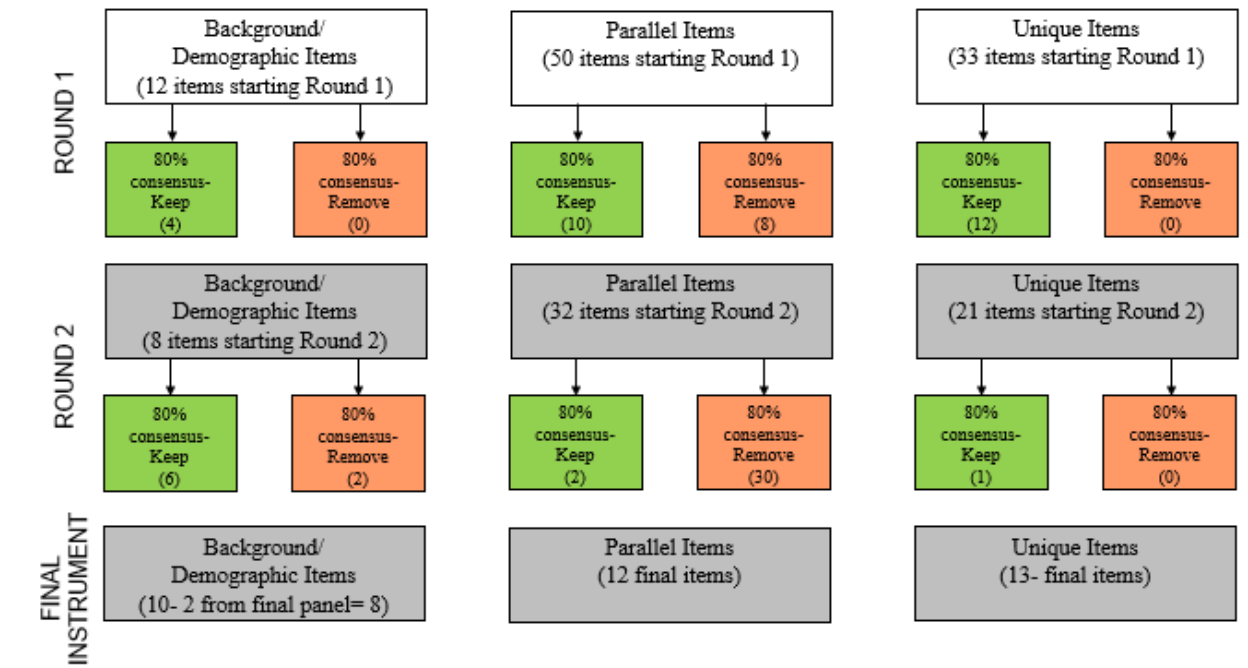 ROUND 1
Background/
Demographic Items
(12 items starting Round 1)
Parallel Items
(50 items starting Round 1)
Unique Items
(33 items starting Round 1)
80%
consensus-
Keep
(4)
80%
consensus-
Remove
(0)
80%
consensus-
Keep
(10)
80%
consensus-
Remove
(8)
80%
consensus-
Keep
(12)
80%
consensus-
Remove
(0)
ROUND 2
Background/
Demographic Items
(8 items starting Round 2)
Parallel Items
(32 items starting Round 2)
Unique Items
(21 items starting Round 2)
80%
consensus-
Keep
(6)
80%
consensus-
Remove
(2)
80%
consensus-
Keep
(2)
80%
consensus-
Remove
(30)
80%
consensus-
Keep
(1)
80%
consensus-
Remove
(0)
FINAL
INSTRUMENT
Background/
Demographic Items
(10- 2 from final panel= 8)
Parallel Items
(12 final items)
Unique Items
(13- final items)